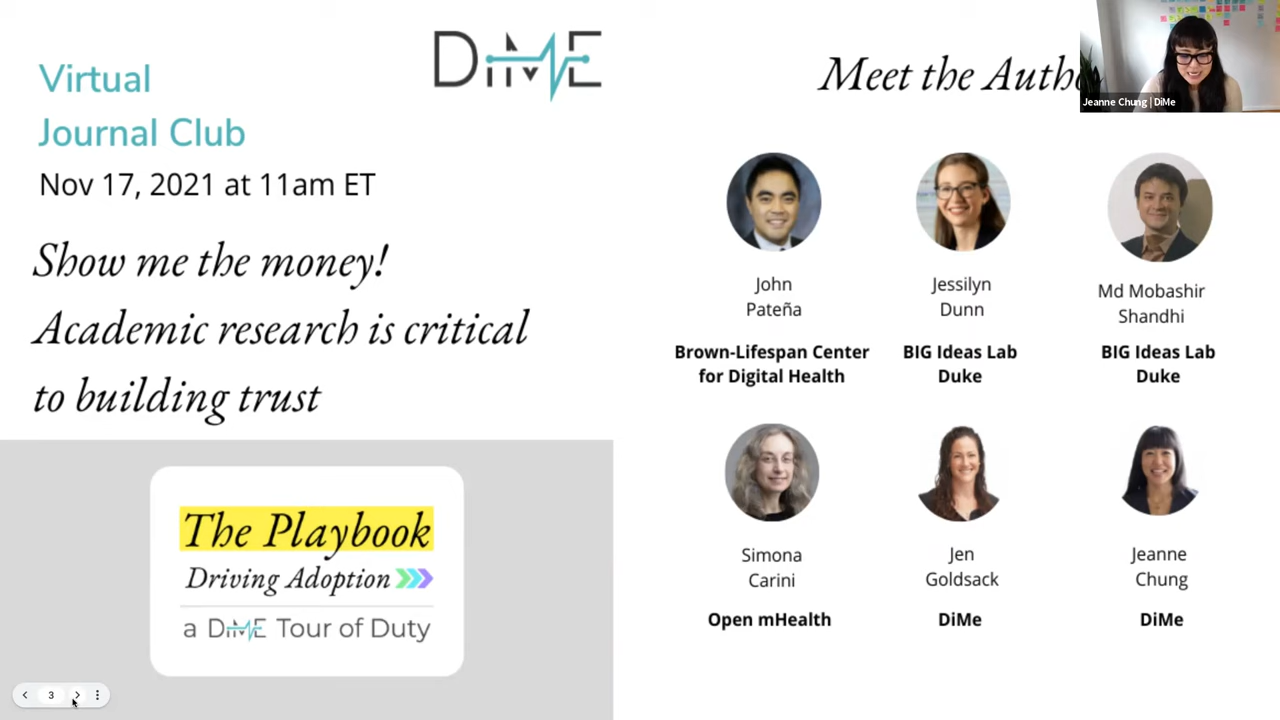 Virtual
Journal Club
DiME
Nov 17, 2021 at 11am ET
Show me the money!
Academic research is critical
to building trust
The Playbook
Driving Adoption
a DiME Tour of Duty
3
Meet the Autho
Jeanne Chung | DiMe
John
Pateña
Brown-Lifespan Center
for Digital Health
Jessilyn
Dunn
BIG Ideas Lab
Duke
Md Mobashir
Shandhi
BIG Ideas Lab
Duke
Simona
Carini
Open mHealth
Jen
Goldsack
DiMe
Jeanne
Chung
DiMe